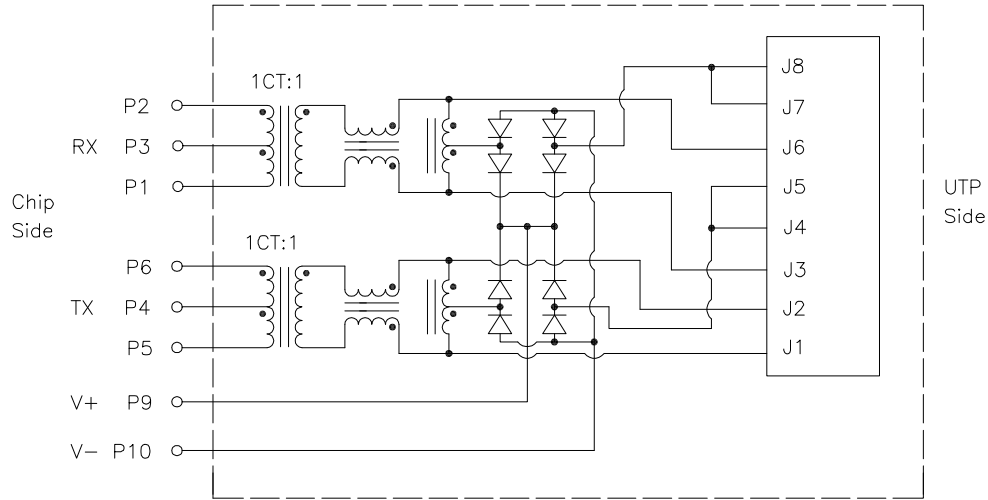 1CT:1
P2
RX P3
P1
Chip
Side
1CT:1
P6
TX P4
P5
V+ P9
V- P10
J8
J7
J6
J5
J4
J3
J2
J1
UTP
Side